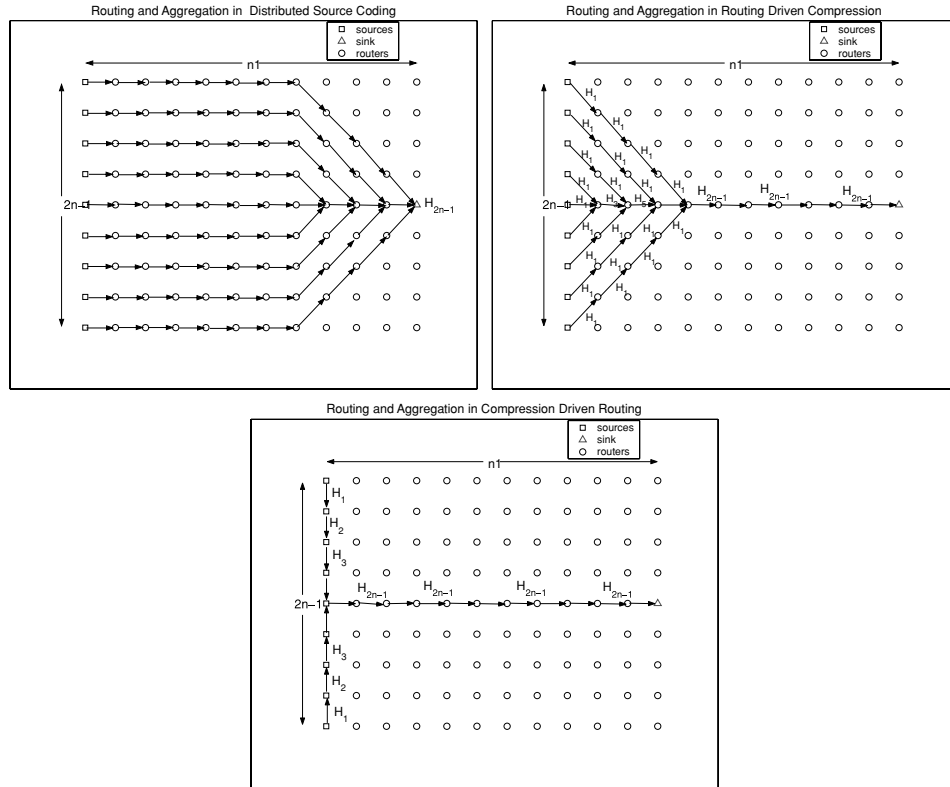 Routing and Aggregation in Distributed Source Coding
sources
sink
routers
n1
2n-1
H2n-1
Routing and Aggregation in Routing Driven Compression
sources
sink
routers
n1
2n-1
H1
H1
H1
H1
H1
H1
H1
H1
H1
H1
H3
H5
H1
H2n-1
H2n-1
H2n-1
H1
H1
H1
H1
H1
H1
H1
H1
H1
Routing and Aggregation in Compression Driven Routing
sources
sink
routers
n1
H1
H2
H3
2n-1
H2n-1
H2n-1
H2n-1
H2n-1
H3
H2
H1